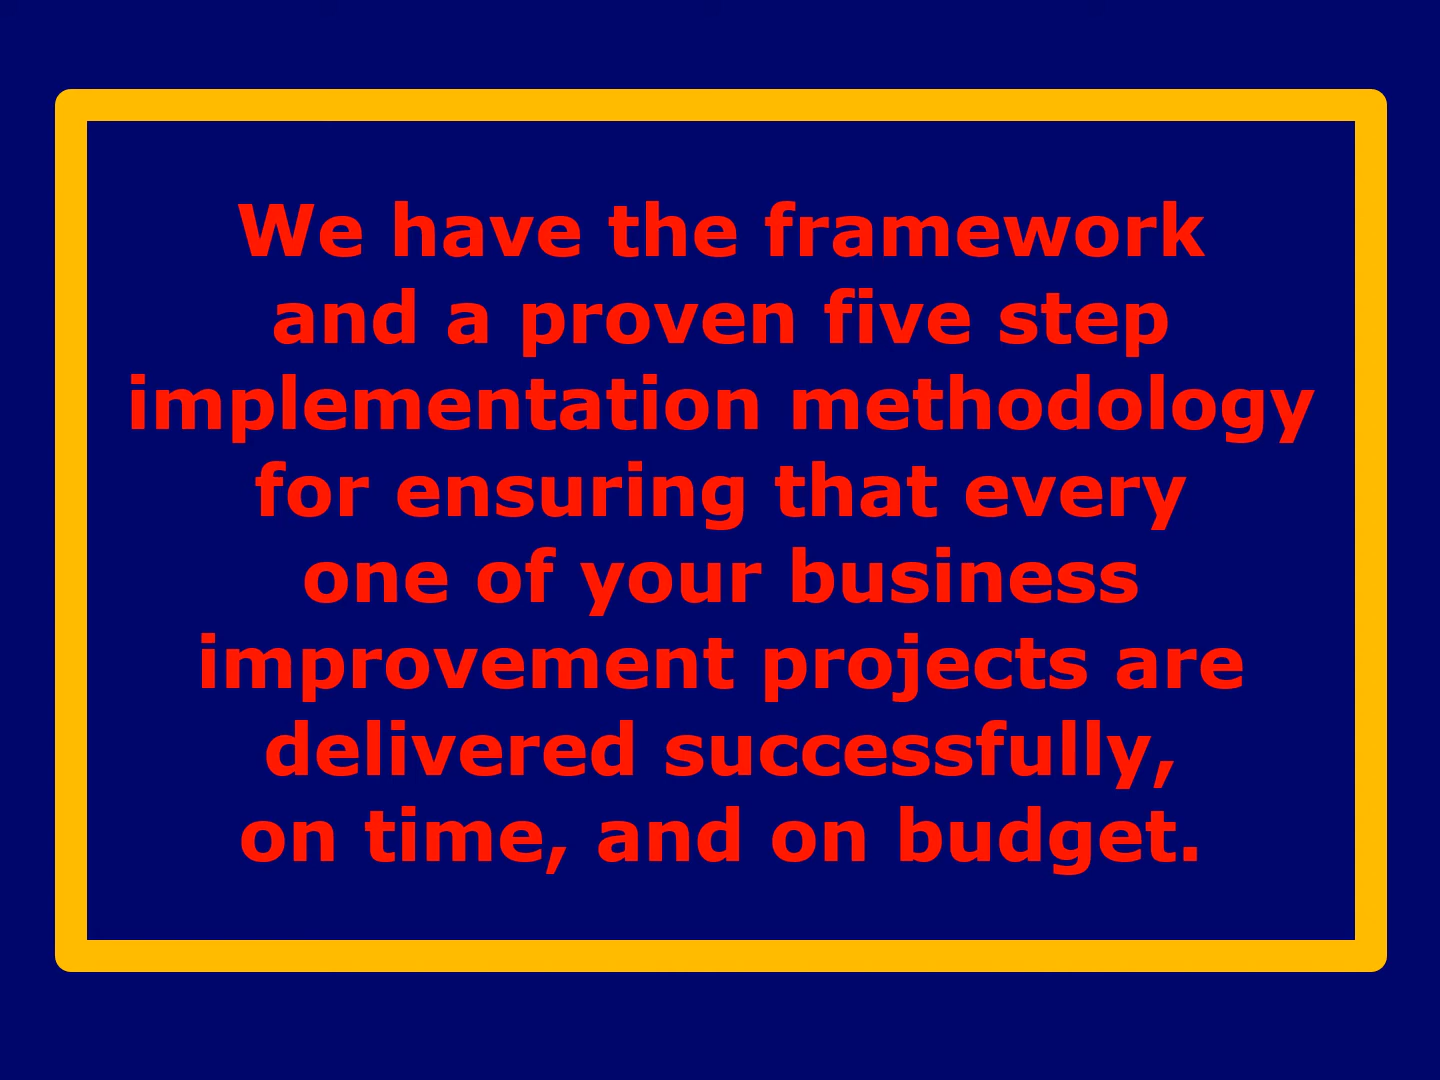 We have the framework
and a proven five step
implementation methodology
for ensuring that every
one of your business
improvement projects are
delivered successfully,
on time, and on budget.